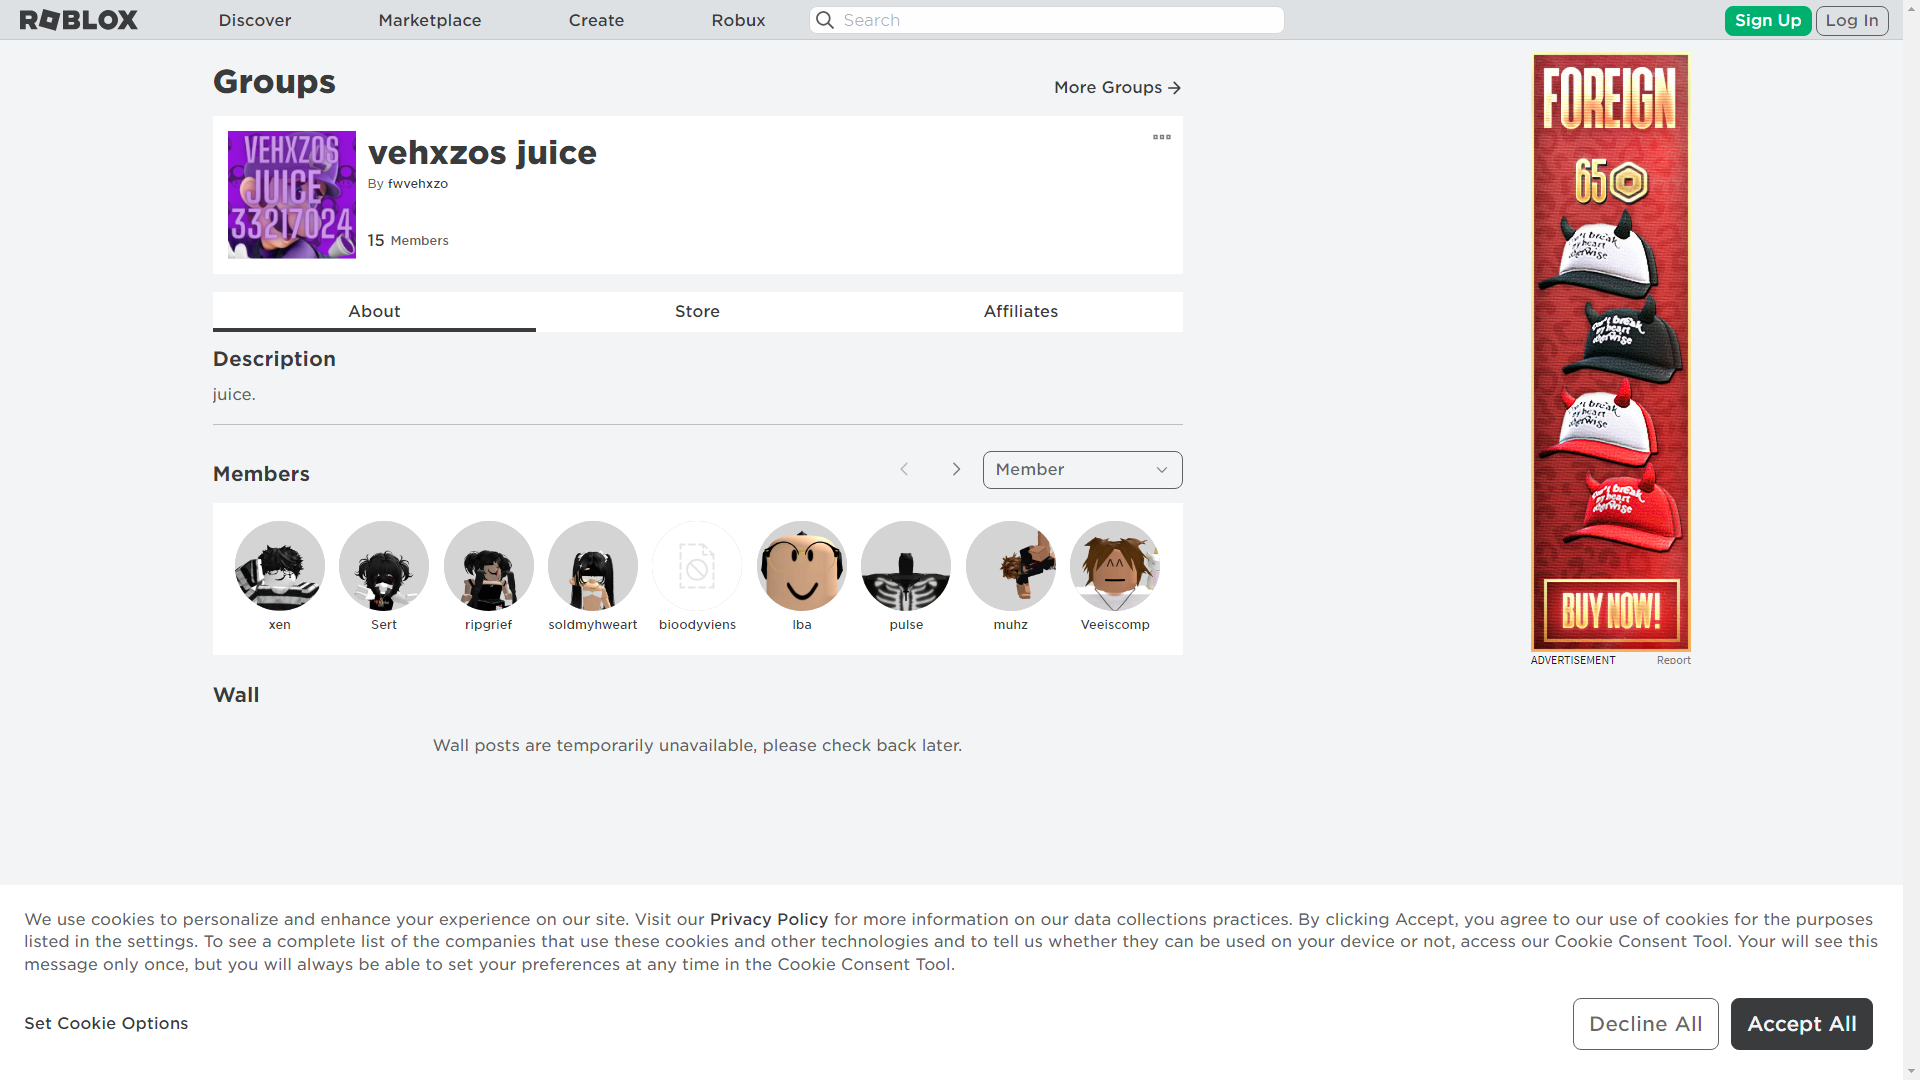 ROBLOX
Discover
Marketplace
Create
Robux
Search
Sign Up
Log In
Groups
More Groups
VEHXZOS
JUICE
33217024
vehxzos juice
By fwvehxzo
15 Members
About
Store
Affiliates
Description
juice.
Members
Member
xen
Sert
ripgrief
soldmyhweart
bioodyviens
lba
pulse
muhz
Veeiscomp
Wall
Wall posts are temporarily unavailable, please check back later.
FOREIGN
65
BUY NOW!
ADVERTISEMENT
Report
We use cookies to personalize and enhance your experience on our site. Visit our Privacy Policy for more information on our data collections practices. By clicking Accept, you agree to our use of cookies for the purposes
listed in the settings. To see a complete list of the companies that use these cookies and other technologies and to tell us whether they can be used on your device or not, access our Cookie Consent Tool. Your will see this
message only once, but you will always be able to set your preferences at any time in the Cookie Consent Tool.
Set Cookie Options
Decline All
Accept All